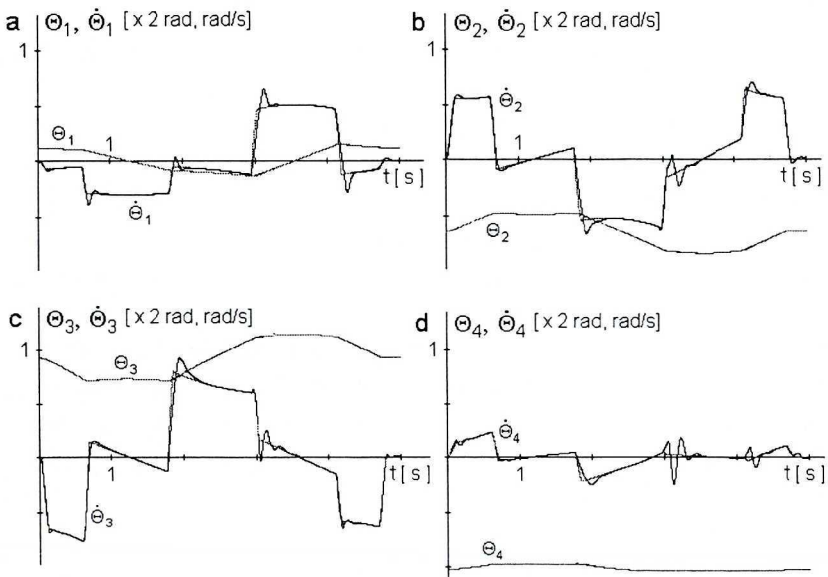 a Θ₁, Θ̇₁ [ x 2 rad, rad/s]
1
Θ₁
1
t[s]
Θ̇₁
b Θ₂, Θ̇₂ [ x 2 rad, rad/s]
1
Θ̇₂
1
t[s]
Θ₂
c Θ₃, Θ̇₃ [ x 2 rad, rad/s]
1
Θ₃
1
t[s]
Θ̇₃
d Θ₄, Θ̇₄ [ x 2 rad, rad/s]
1
Θ̇₄
1
t[s]
Θ₄